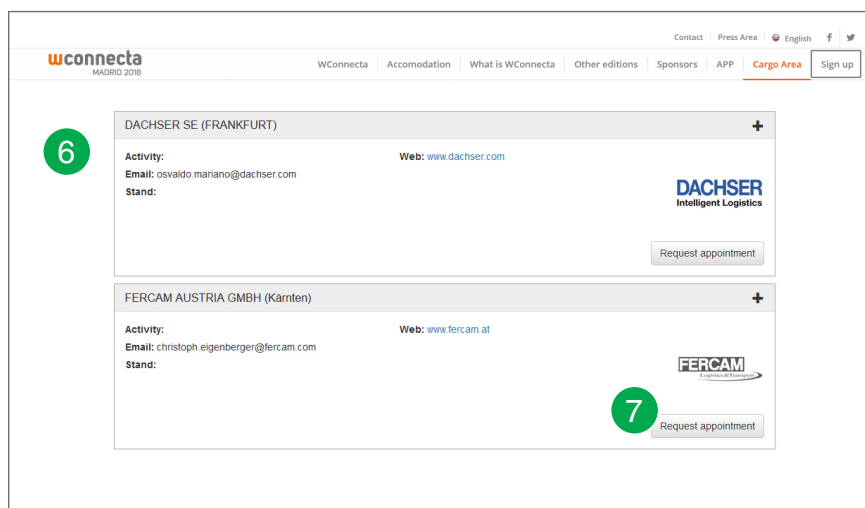 Contact Press Area English
wconnecta
MADRID 2018
WConnecta Accomodation What is WConnecta Other editions Sponsors APP Cargo Area Sign up
6
DACHSER SE (FRANKFURT)
Activity: Web: www.dachser.com
Email: osvaldo.mariano@dachser.com
Stand:
DACHSER
Intelligent Logistics
Request appointment
FERCAM AUSTRIA GMBH (Kärnten)
Activity: Web: www.fercam.at
Email: christoph.eigenberger@fercam.com
Stand:
FERCAM
Logistics&Transport
7
Request appointment